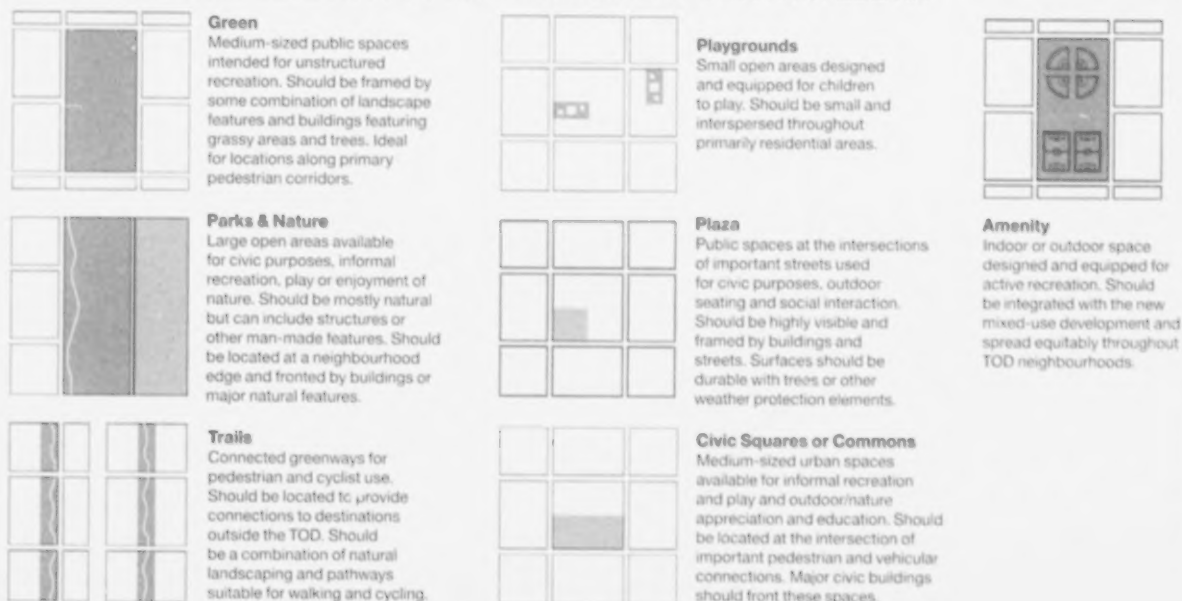 Green
Medium-sized public spaces
intended for unstructured
recreation. Should be framed by
some combination of landscape
features and buildings featuring
grassy areas and trees. Ideal
for locations along primary
pedestrian corridors.
Parks & Nature
Large open areas available
for civic purposes, informal
recreation, play or enjoyment of
nature. Should be mostly natural
but can include structures or
other man-made features. Should
be located at a neighbourhood
edge and fronted by buildings or
major natural features.
Trails
Connected greenways for
pedestrian and cyclist use.
Should be located to provide
connections to destinations
outside the TOD. Should
be a combination of natural
landscaping and pathways
suitable for walking and cycling.
Playgrounds
Small open areas designed
and equipped for children
to play. Should be small and
interspersed throughout
primarily residential areas.
Plaza
Public spaces at the intersections
of important streets used
for civic purposes, outdoor
seating and social interaction.
Should be highly visible and
framed by buildings and
streets. Surfaces should be
durable with trees or other
weather protection elements.
Civic Squares or Commons
Medium-sized urban spaces
available for informal recreation
and play and outdoor/nature
appreciation and education. Should
be located at the intersection of
important pedestrian and vehicular
connections. Major civic buildings
should front these spaces.
Amenity
Indoor or outdoor space
designed and equipped for
active recreation. Should
be integrated with the new
mixed-use development and
spread equitably throughout
TOD neighbourhoods.